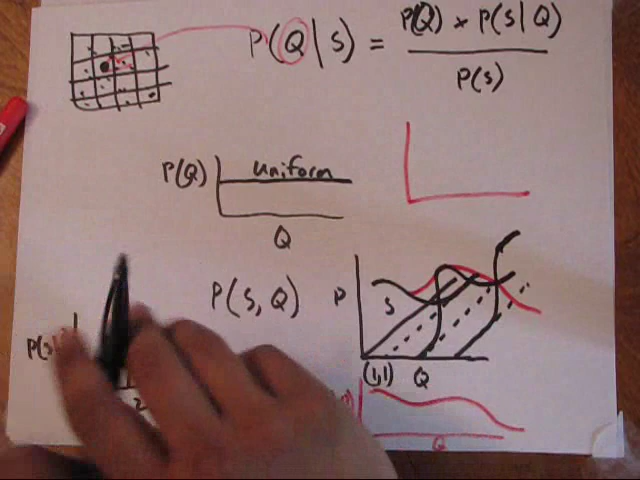 P(Q|S) = P(Q) × P(S|Q) / P(S)
P(Q) uniform
Q
P(S,Q)
P
S
(1,1) Q
P(S
Q